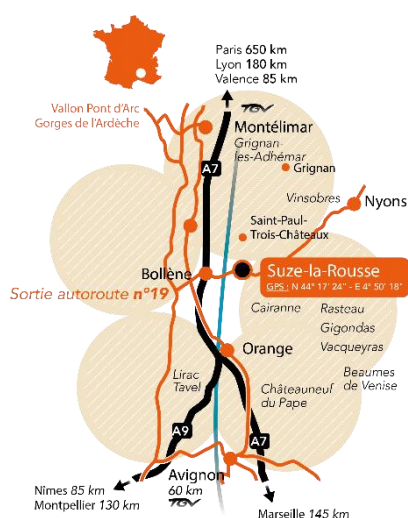 Paris 650 km
Lyon 180 km
Valence 85 km
TGV
Vallon Pont d'Arc
Gorges de l'Ardèche
Montélimar
Grignan-
les-Adhémar
Grignan
A7
Vinsobres
Nyons
Saint-Paul-
Trois-Châteaux
Bollène
Suze-la-Rousse
GPS : N 44° 17' 24" - E 4° 50' 18"
Sortie autoroute n°19
Cairanne
Rasteau
Gigondas
Vacqueyras
Orange
Lirac
Tavel
Beaumes
de Venise
Châteauneuf
du Pape
A9
A7
Avignon
60 km
TGV
Nîmes 85 km
Montpellier 130 km
Marseille 145 km